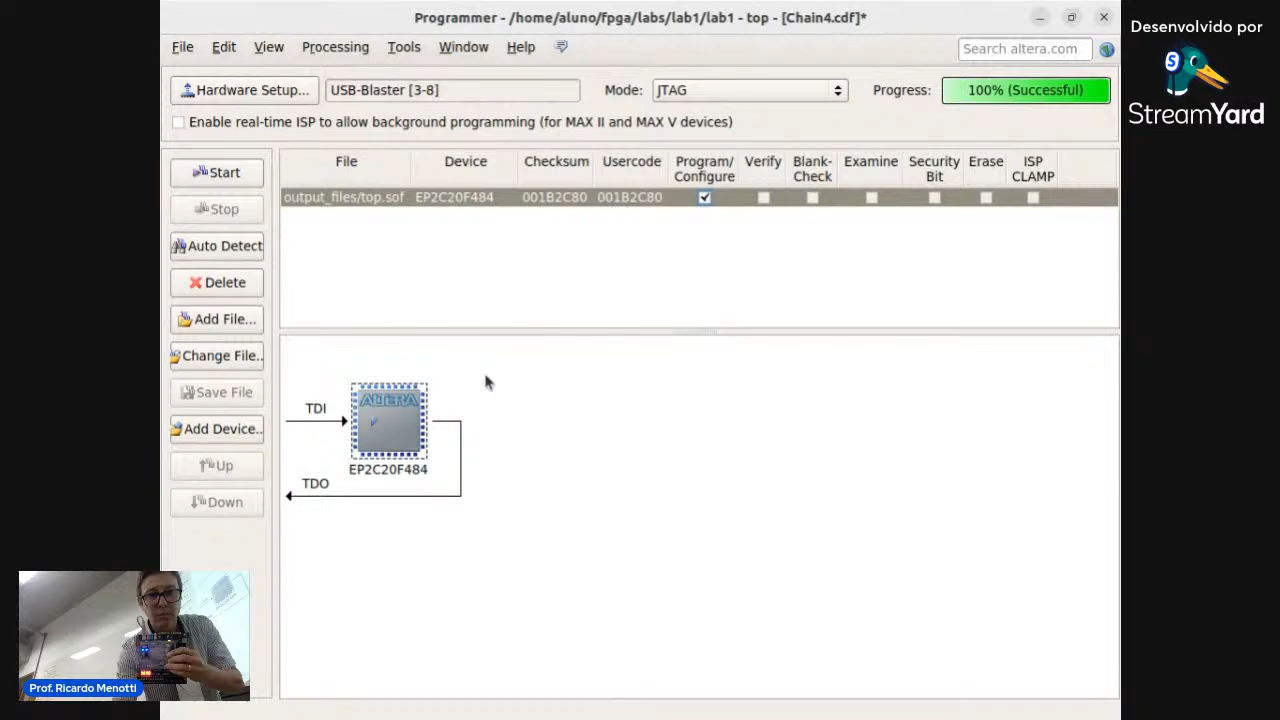 Programmer - /home/aluno/fpga/labs/lab1/lab1 - top - [Chain4.cdf]*
File Edit View Processing Tools Window Help
Search altera.com
Hardware Setup... USB-Blaster [3-8] Mode: JTAG Progress: 100% (Successful)
Enable real-time ISP to allow background programming (for MAX II and MAX V devices)
Start
Stop
Auto Detect
Delete
Add File...
Change File..
Save File
Add Device..
Up
Down
File Device Checksum Usercode Program/ Verify Blank- Examine Security Erase ISP
Configure Check Bit CLAMP
output_files/top.sof EP2C20F484 001B2C80 001B2C80
ALTERA
TDI
EP2C20F484
TDO
Prof. Ricardo Menotti
Desenvolvido por
S
StreamYard